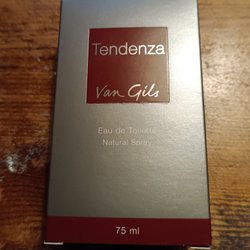 Tendenza
Van Gils
Eau de Toilette
Natural Spray
75 ml